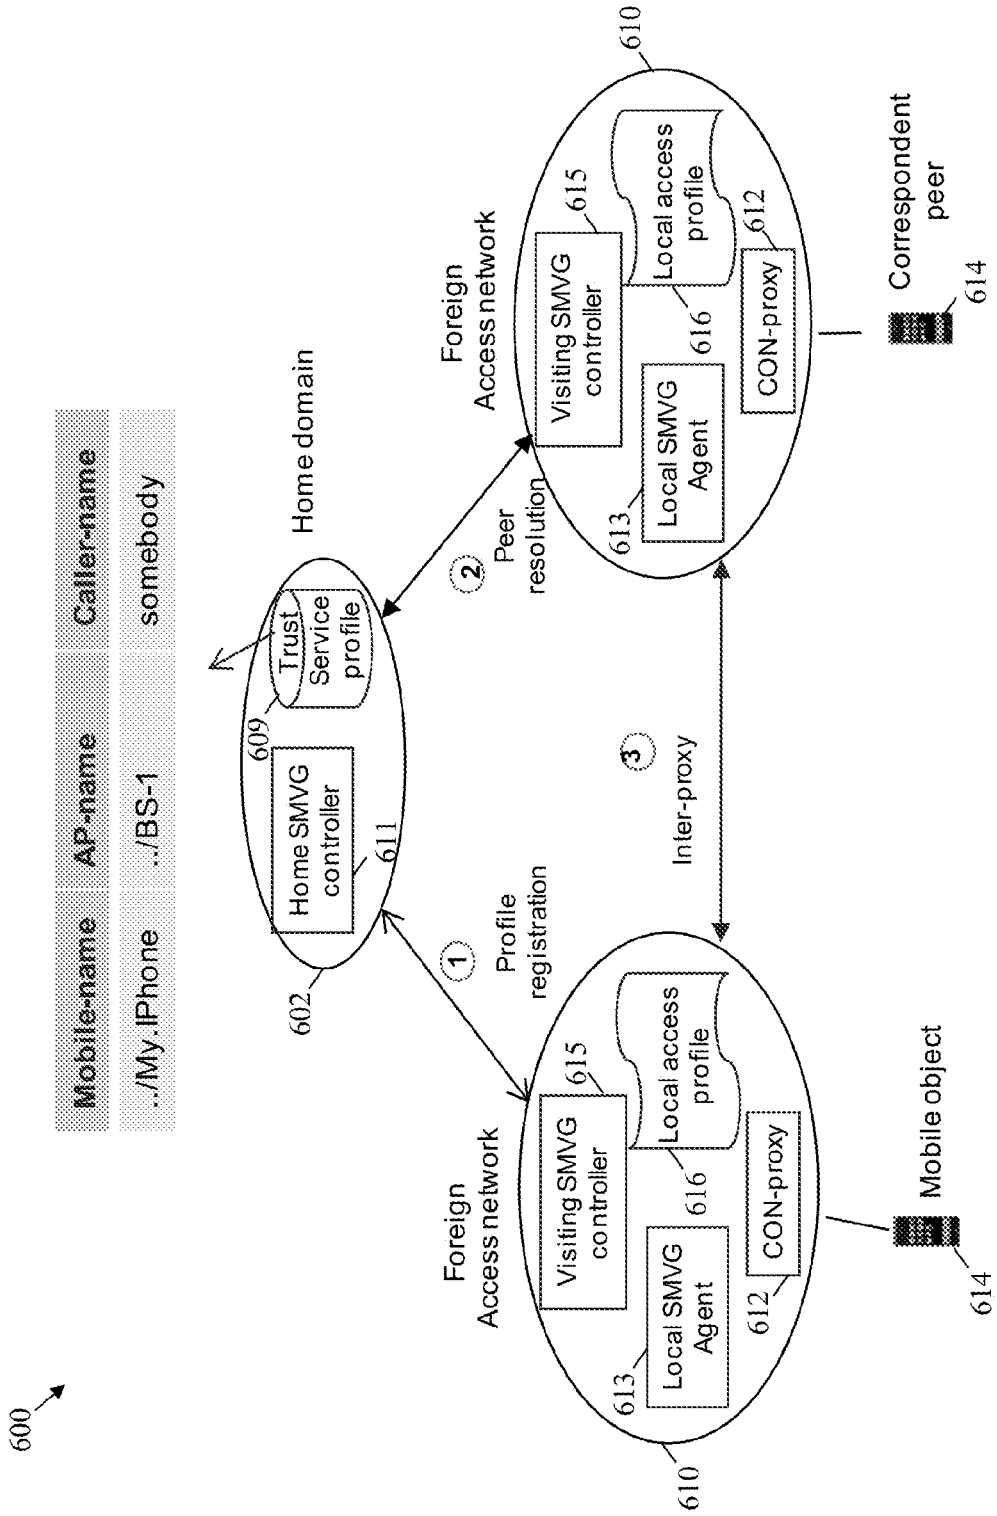 600
Mobile-name AP-name Caller-name
../My.IPhone ../BS-1 somebody
Home domain
602
Home SMVG
controller
611
609
Trust
Service
profile
1
Profile
registration
2
Peer
resolution
3
Inter-proxy
Foreign
Access network
610
Visiting SMVG
controller
615
Local access
profile
616
Local SMVG
Agent
613
CON-proxy
612
Mobile object
614
Foreign
Access network
610
Visiting SMVG
controller
615
Local access
profile
616
Local SMVG
Agent
613
CON-proxy
612
Correspondent
peer
614